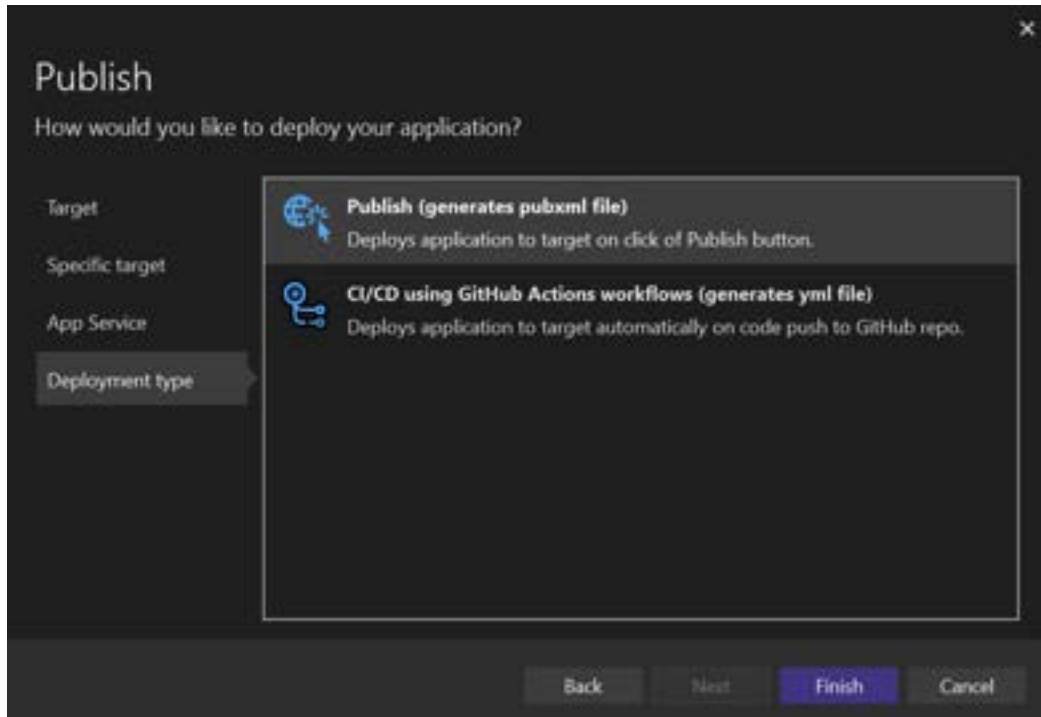 Publish
How would you like to deploy your application?
Target
Specific target
App Service
Deployment type
Publish (generates pubxml file)
Deploys application to target on click of Publish button.
CI/CD using GitHub Actions workflows (generates yml file)
Deploys application to target automatically on code push to GitHub repo.
Back
Next
Finish
Cancel